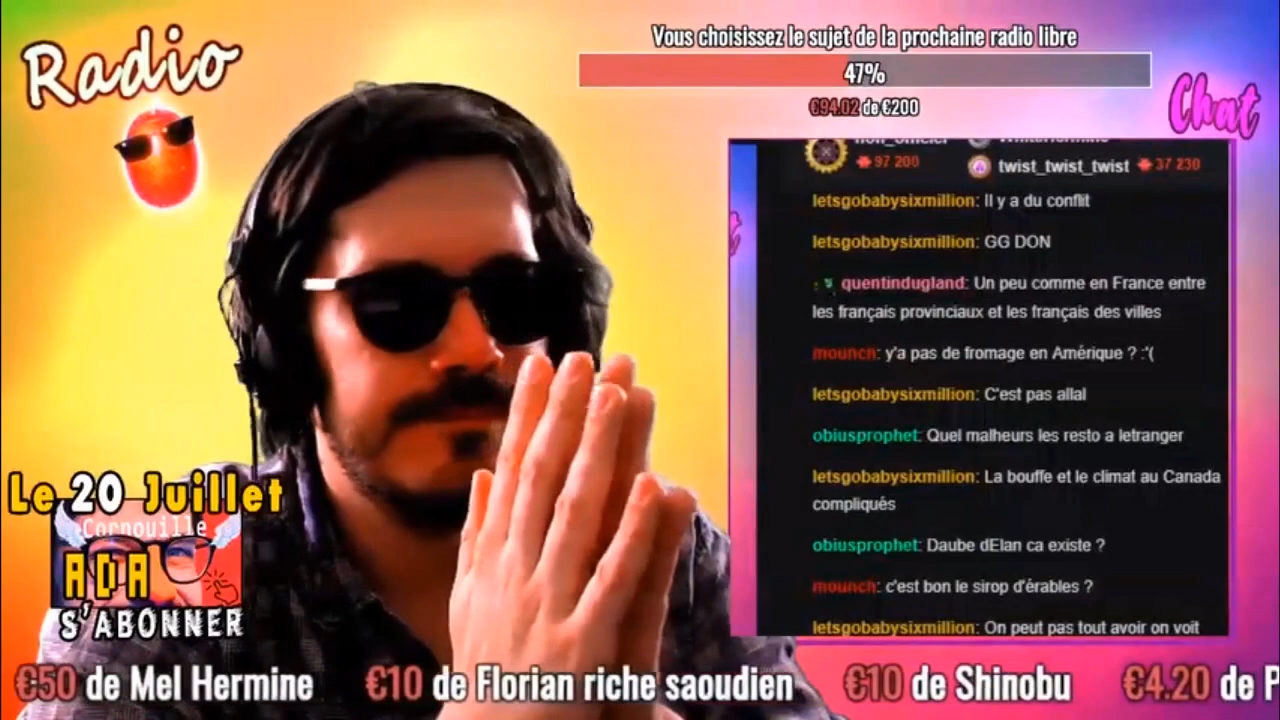 Radio
Vous choisissez le sujet de la prochaine radio libre
47%
€94.02 de €200
Chat
97 200
twist_twist_twist 37 230
letsgobabysixmillion: Il y a du conflit
letsgobabysixmillion: GG DON
quentindugland: Un peu comme en France entre
les français provinciaux et les français des villes
mounch: y'a pas de fromage en Amérique ? :'(
letsgobabysixmillion: C'est pas allal
obiusprophet: Quel malheurs les resto a letranger
letsgobabysixmillion: La bouffe et le climat au Canada
compliqués
obiusprophet: Daube dElan ca existe ?
mounch: c'est bon le sirop d'érables ?
letsgobabysixmillion: On peut pas tout avoir on voit
Le 20 Juillet
Cornouille
ADA
S'ABONNER
€50 de Mel Hermine €10 de Florian riche saoudien €10 de Shinobu €4.20 de P